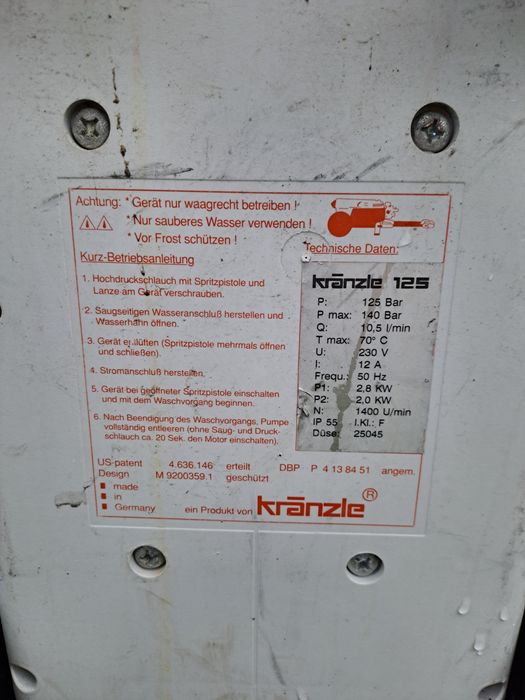 Achtung: * Gerät nur waagrecht betreiben !
* Nur sauberes Wasser verwenden !
* Vor Frost schützen !
Kurz-Betriebsanleitung
1. Hochdruckschlauch mit Spritzpistole und
Lanze am Gerät verschrauben.
2. Saugseitigen Wasseranschluß herstellen und
Wasserhahn öffnen.
3. Gerät entlüften (Spritzpistole mehrmals öffnen
und schließen).
4. Stromanschluß herstellen.
5. Gerät bei geöffneter Spritzpistole einschalten
und mit dem Waschvorgang beginnen.
6. Nach Beendigung des Waschvorgangs, Pumpe
vollständig entleeren (ohne Saug- und Druck-
schlauch ca. 20 Sek. den Motor einschalten).
Technische Daten:
kränzle 125
P: 125 Bar
P max: 140 Bar
Q: 10,5 l/min
T max: 70° C
U: 230 V
I: 12 A
Frequ.: 50 Hz
P1: 2,8 KW
P2: 2,0 KW
N: 1400 U/min
IP 55 I.Kl.: F
Düse: 25045
US-patent 4.636.146 erteilt DBP P 4 13 84 51 angem.
Design M 9200359.1 geschützt
made
in
Germany
ein Produkt von kränzle ®